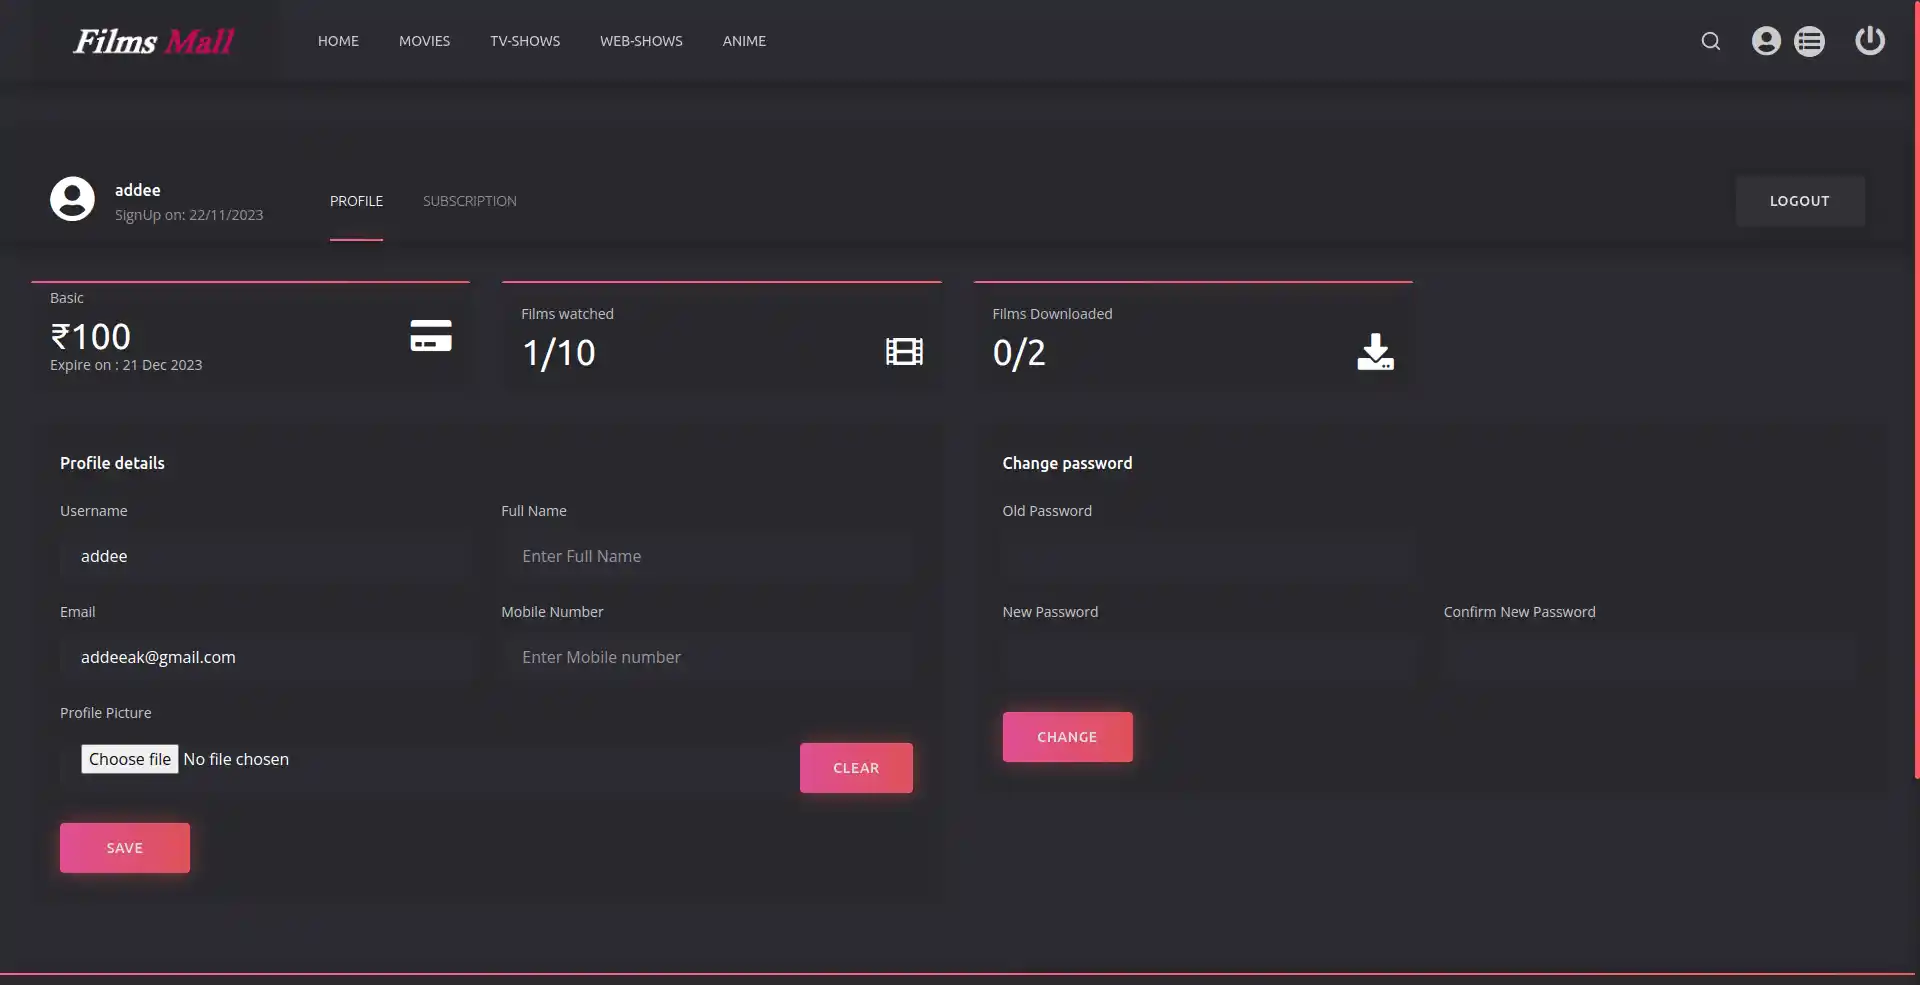 Films Mall
HOME
MOVIES
TV-SHOWS
WEB-SHOWS
ANIME
addee
SignUp on: 22/11/2023
PROFILE
SUBSCRIPTION
LOGOUT
Basic
₹100
Expire on : 21 Dec 2023
Films watched
1/10
Films Downloaded
0/2
Profile details
Username
Full Name
addee
Enter Full Name
Email
Mobile Number
addeeak@gmail.com
Enter Mobile number
Profile Picture
Choose file No file chosen
CLEAR
SAVE
Change password
Old Password
New Password
Confirm New Password
CHANGE